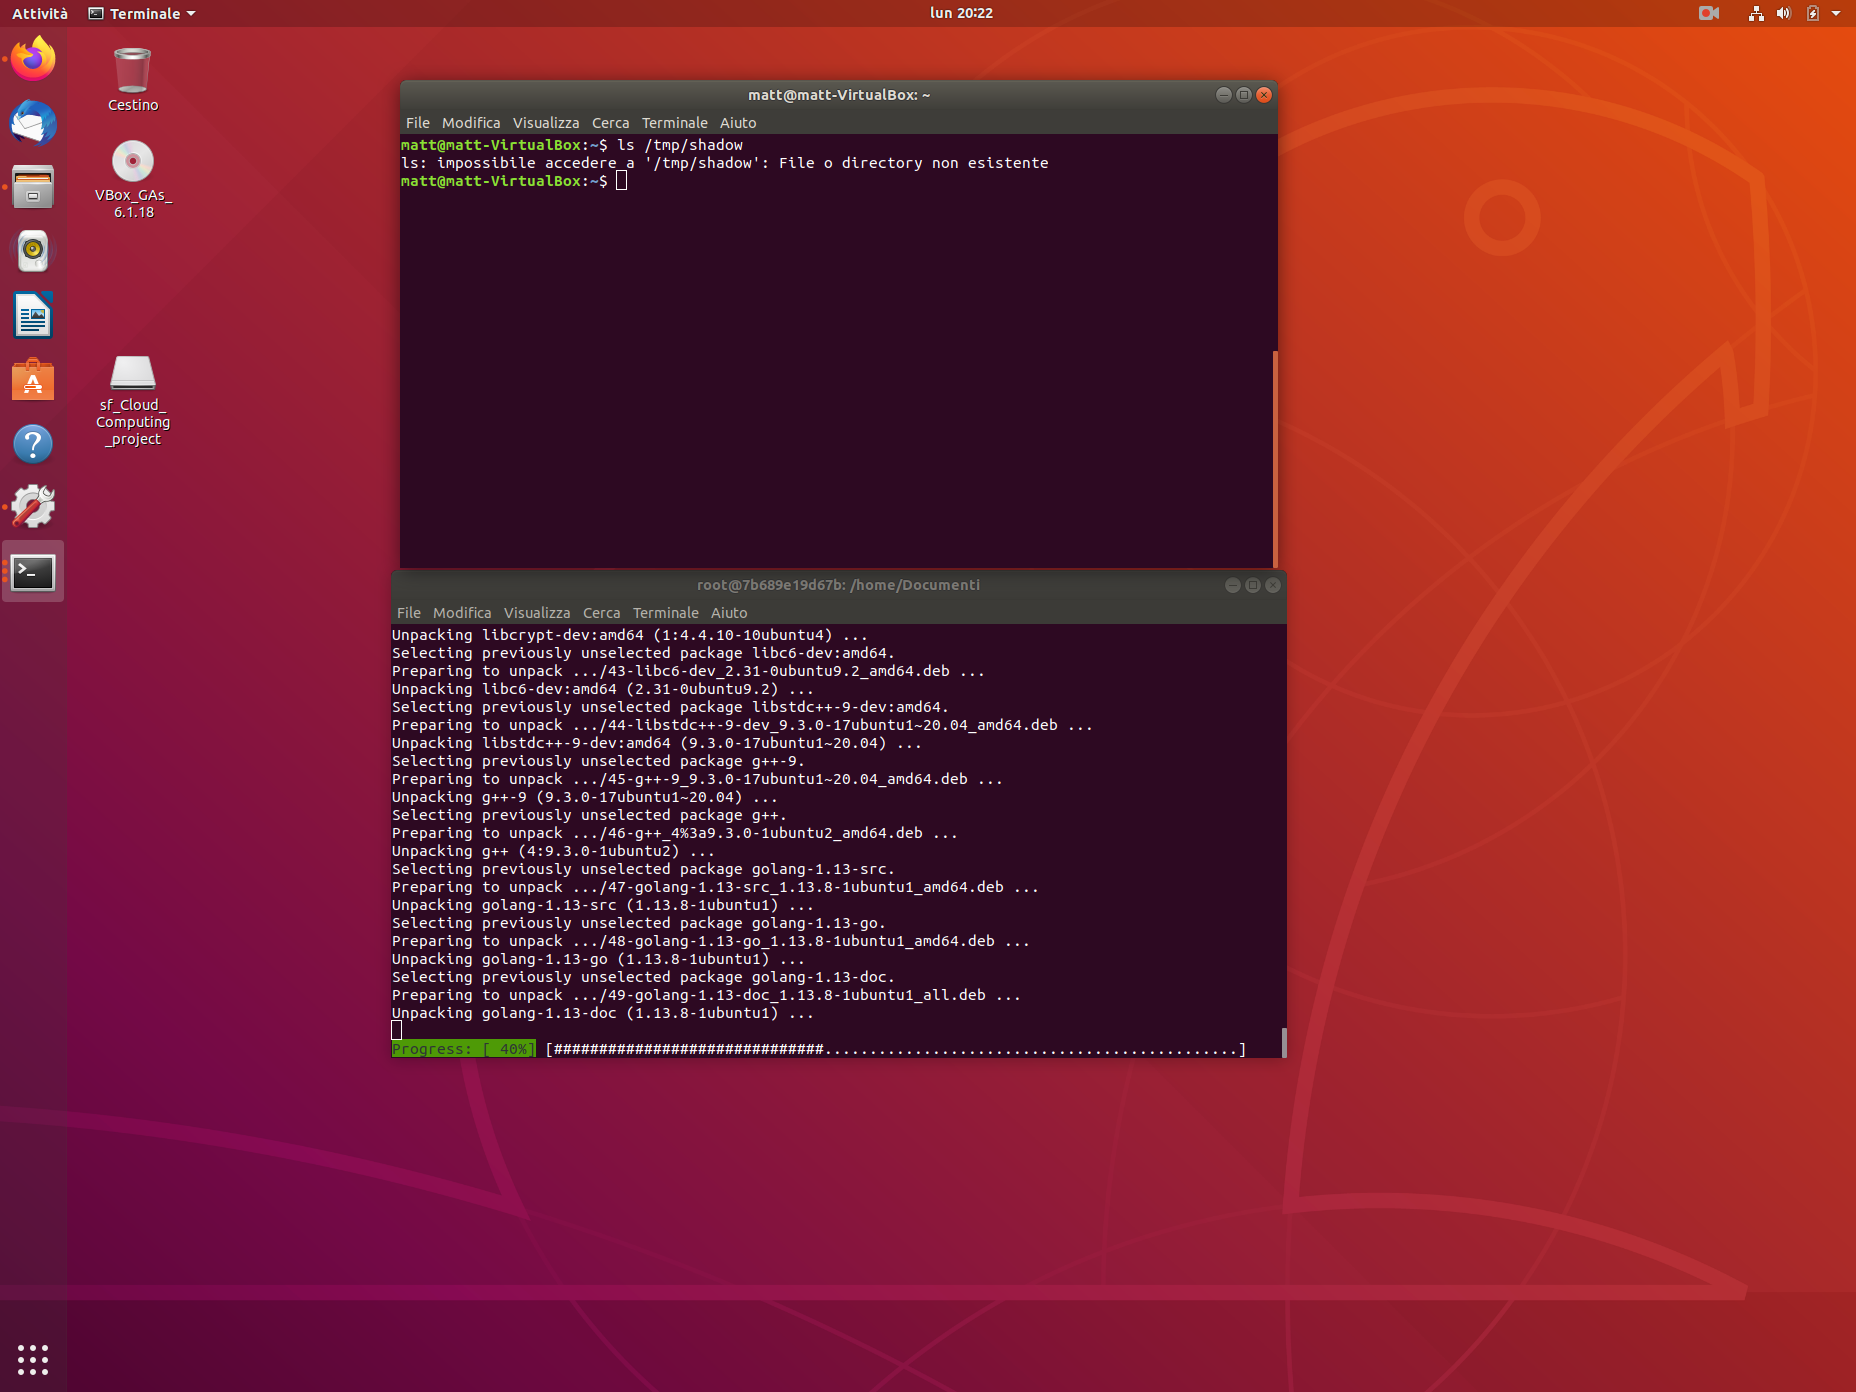 Attività
Terminale
lun 20:22
Cestino
VBox_GAs_
6.1.18
sf_Cloud_
Computing
_project
matt@matt-VirtualBox: ~
File Modifica Visualizza Cerca Terminale Aiuto
matt@matt-VirtualBox:~$ ls /tmp/shadow
ls: impossibile accedere a '/tmp/shadow': File o directory non esistente
matt@matt-VirtualBox:~$
root@7b689e19d67b: /home/Documenti
File Modifica Visualizza Cerca Terminale Aiuto
Unpacking libcrypt-dev:amd64 (1:4.4.10-10ubuntu4) ...
Selecting previously unselected package libc6-dev:amd64.
Preparing to unpack .../43-libc6-dev_2.31-0ubuntu9.2_amd64.deb ...
Unpacking libc6-dev:amd64 (2.31-0ubuntu9.2) ...
Selecting previously unselected package libstdc++-9-dev:amd64.
Preparing to unpack .../44-libstdc++-9-dev_9.3.0-17ubuntu1~20.04_amd64.deb ...
Unpacking libstdc++-9-dev:amd64 (9.3.0-17ubuntu1~20.04) ...
Selecting previously unselected package g++-9.
Preparing to unpack .../45-g++-9_9.3.0-17ubuntu1~20.04_amd64.deb ...
Unpacking g++-9 (9.3.0-17ubuntu1~20.04) ...
Selecting previously unselected package g++.
Preparing to unpack .../46-g++_4%3a9.3.0-1ubuntu2_amd64.deb ...
Unpacking g++ (4:9.3.0-1ubuntu2) ...
Selecting previously unselected package golang-1.13-src.
Preparing to unpack .../47-golang-1.13-src_1.13.8-1ubuntu1_amd64.deb ...
Unpacking golang-1.13-src (1.13.8-1ubuntu1) ...
Selecting previously unselected package golang-1.13-go.
Preparing to unpack .../48-golang-1.13-go_1.13.8-1ubuntu1_amd64.deb ...
Unpacking golang-1.13-go (1.13.8-1ubuntu1) ...
Selecting previously unselected package golang-1.13-doc.
Preparing to unpack .../49-golang-1.13-doc_1.13.8-1ubuntu1_all.deb ...
Unpacking golang-1.13-doc (1.13.8-1ubuntu1) ...
Progress: [ 40%] [##############################..............................................]